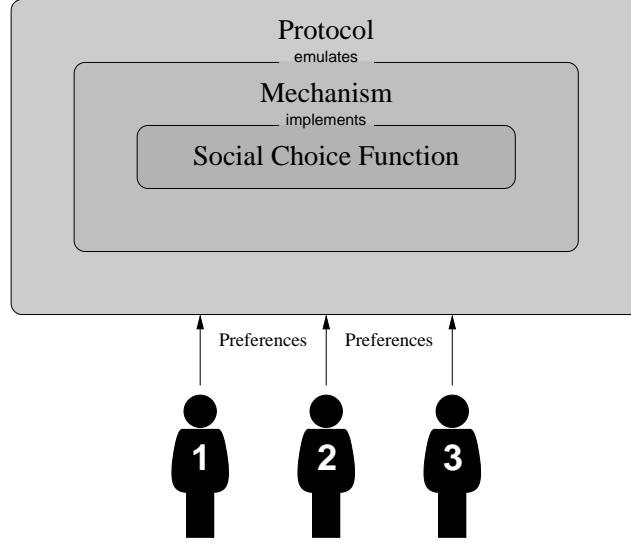 Protocol
emulates
Mechanism
implements
Social Choice Function
Preferences Preferences
1 2 3